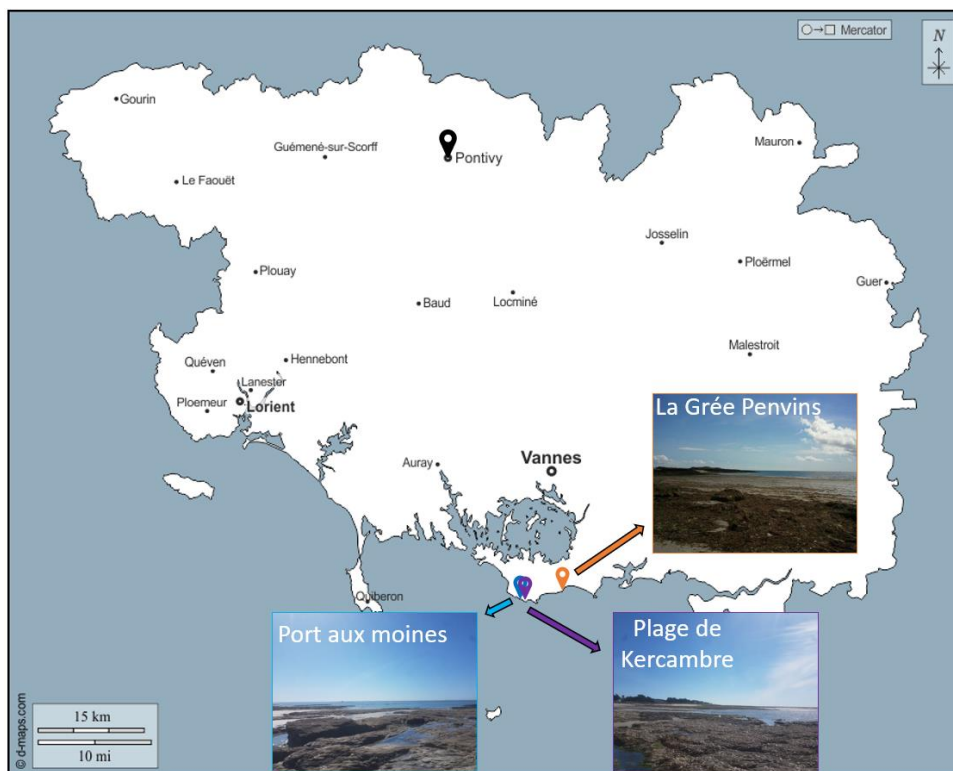 ○→□ Mercator
N
Gourin
Guémené-sur-Scorff
Pontivy
Mauron
Le Faouët
Josselin
Ploërmel
Plouay
Guer
Baud
Locminé
Malestroit
Quéven
Hennebont
Lanester
Ploemeur
Lorient
La Grée Penvins
Auray
Vannes
Quiberon
Port aux moines
Plage de
Kercambre
15 km
10 mi
© d-maps.com